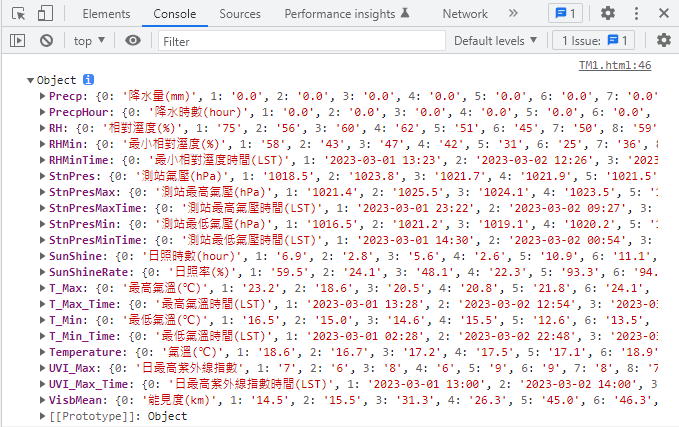 Elements Console Sources Performance insights Network » 1
top Filter Default levels 1 Issue: 1
TM1.html:46
Object i
Precp: {0: '降水量(mm)', 1: '0.0', 2: '0.0', 3: '0.0', 4: '0.0', 5: '0.0', 6: '0.0', 7: '0.0
PrecpHour: {0: '降水時數(hour)', 1: '0.0', 2: '0.0', 3: '0.0', 4: '0.0', 5: '0.0', 6: '0.0',
RH: {0: '相對溼度(%)', 1: '75', 2: '56', 3: '60', 4: '62', 5: '51', 6: '45', 7: '50', 8: '59'
RHMin: {0: '最小相對溼度(%)', 1: '58', 2: '43', 3: '47', 4: '42', 5: '31', 6: '25', 7: '36', 8
RHMinTime: {0: '最小相對溼度時間(LST)', 1: '2023-03-01 13:23', 2: '2023-03-02 12:26', 3: '2023
StnPres: {0: '測站氣壓(hPa)', 1: '1018.5', 2: '1023.8', 3: '1021.7', 4: '1021.9', 5: '1021.5'
StnPresMax: {0: '測站最高氣壓(hPa)', 1: '1021.4', 2: '1025.5', 3: '1024.1', 4: '1023.5', 5: '1
StnPresMaxTime: {0: '測站最高氣壓時間(LST)', 1: '2023-03-01 23:22', 2: '2023-03-02 09:27', 3:
StnPresMin: {0: '測站最低氣壓(hPa)', 1: '1016.5', 2: '1021.2', 3: '1019.1', 4: '1020.2', 5: '1
StnPresMinTime: {0: '測站最低氣壓時間(LST)', 1: '2023-03-01 14:30', 2: '2023-03-02 00:54', 3:
SunShine: {0: '日照時數(hour)', 1: '6.9', 2: '2.8', 3: '5.6', 4: '2.6', 5: '10.9', 6: '11.1',
SunShineRate: {0: '日照率(%)', 1: '59.5', 2: '24.1', 3: '48.1', 4: '22.3', 5: '93.3', 6: '94.
T_Max: {0: '最高氣溫(℃)', 1: '23.2', 2: '18.6', 3: '20.5', 4: '20.8', 5: '21.8', 6: '24.1',
T_Max_Time: {0: '最高氣溫時間(LST)', 1: '2023-03-01 13:28', 2: '2023-03-02 12:54', 3: '2023-03
T_Min: {0: '最低氣溫(℃)', 1: '16.5', 2: '15.0', 3: '14.6', 4: '15.5', 5: '12.6', 6: '13.5',
T_Min_Time: {0: '最低氣溫時間(LST)', 1: '2023-03-01 02:28', 2: '2023-03-02 22:48', 3: '2023-03
Temperature: {0: '氣溫(℃)', 1: '18.6', 2: '16.7', 3: '17.2', 4: '17.5', 5: '17.1', 6: '18.9'
UVI_Max: {0: '日最高紫外線指數', 1: '7', 2: '6', 3: '8', 4: '6', 5: '9', 6: '9', 7: '8', 8: '7
UVI_Max_Time: {0: '日最高紫外線指數時間(LST)', 1: '2023-03-01 13:00', 2: '2023-03-02 14:00', 3
VisbMean: {0: '能見度(km)', 1: '14.5', 2: '15.5', 3: '31.3', 4: '26.3', 5: '45.0', 6: '46.3',
[[Prototype]]: Object